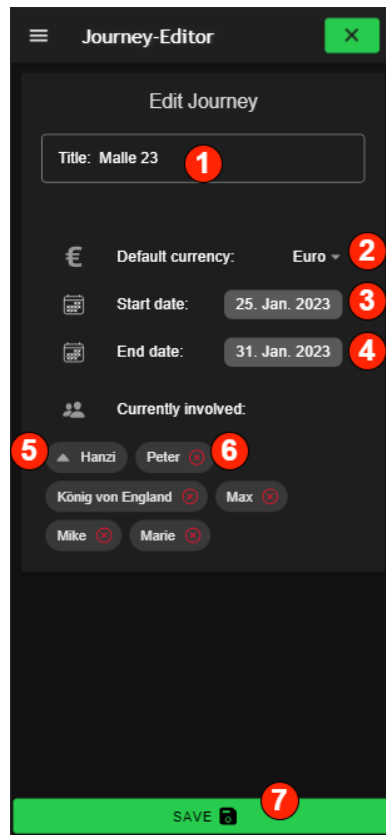 Journey-Editor
Edit Journey
Title: Malle 23 1
Default currency: Euro 2
Start date: 25. Jan. 2023 3
End date: 31. Jan. 2023 4
Currently involved:
5 Hanzi Peter 6
König von England Max
Mike Marie
7
SAVE